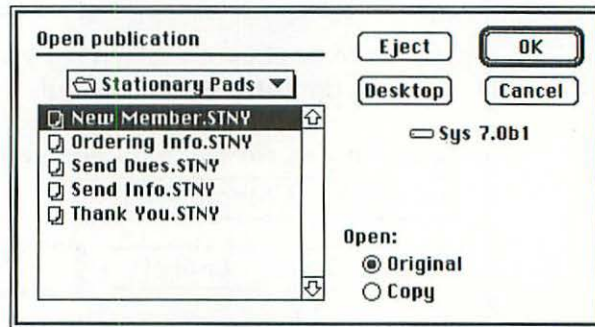 Open publication
Stationary Pads
New Member.STNY
Ordering Info.STNY
Send Dues.STNY
Send Info.STNY
Thank You.STNY
Eject
OK
Desktop
Cancel
Sys 7.0b1
Open:
Original
Copy